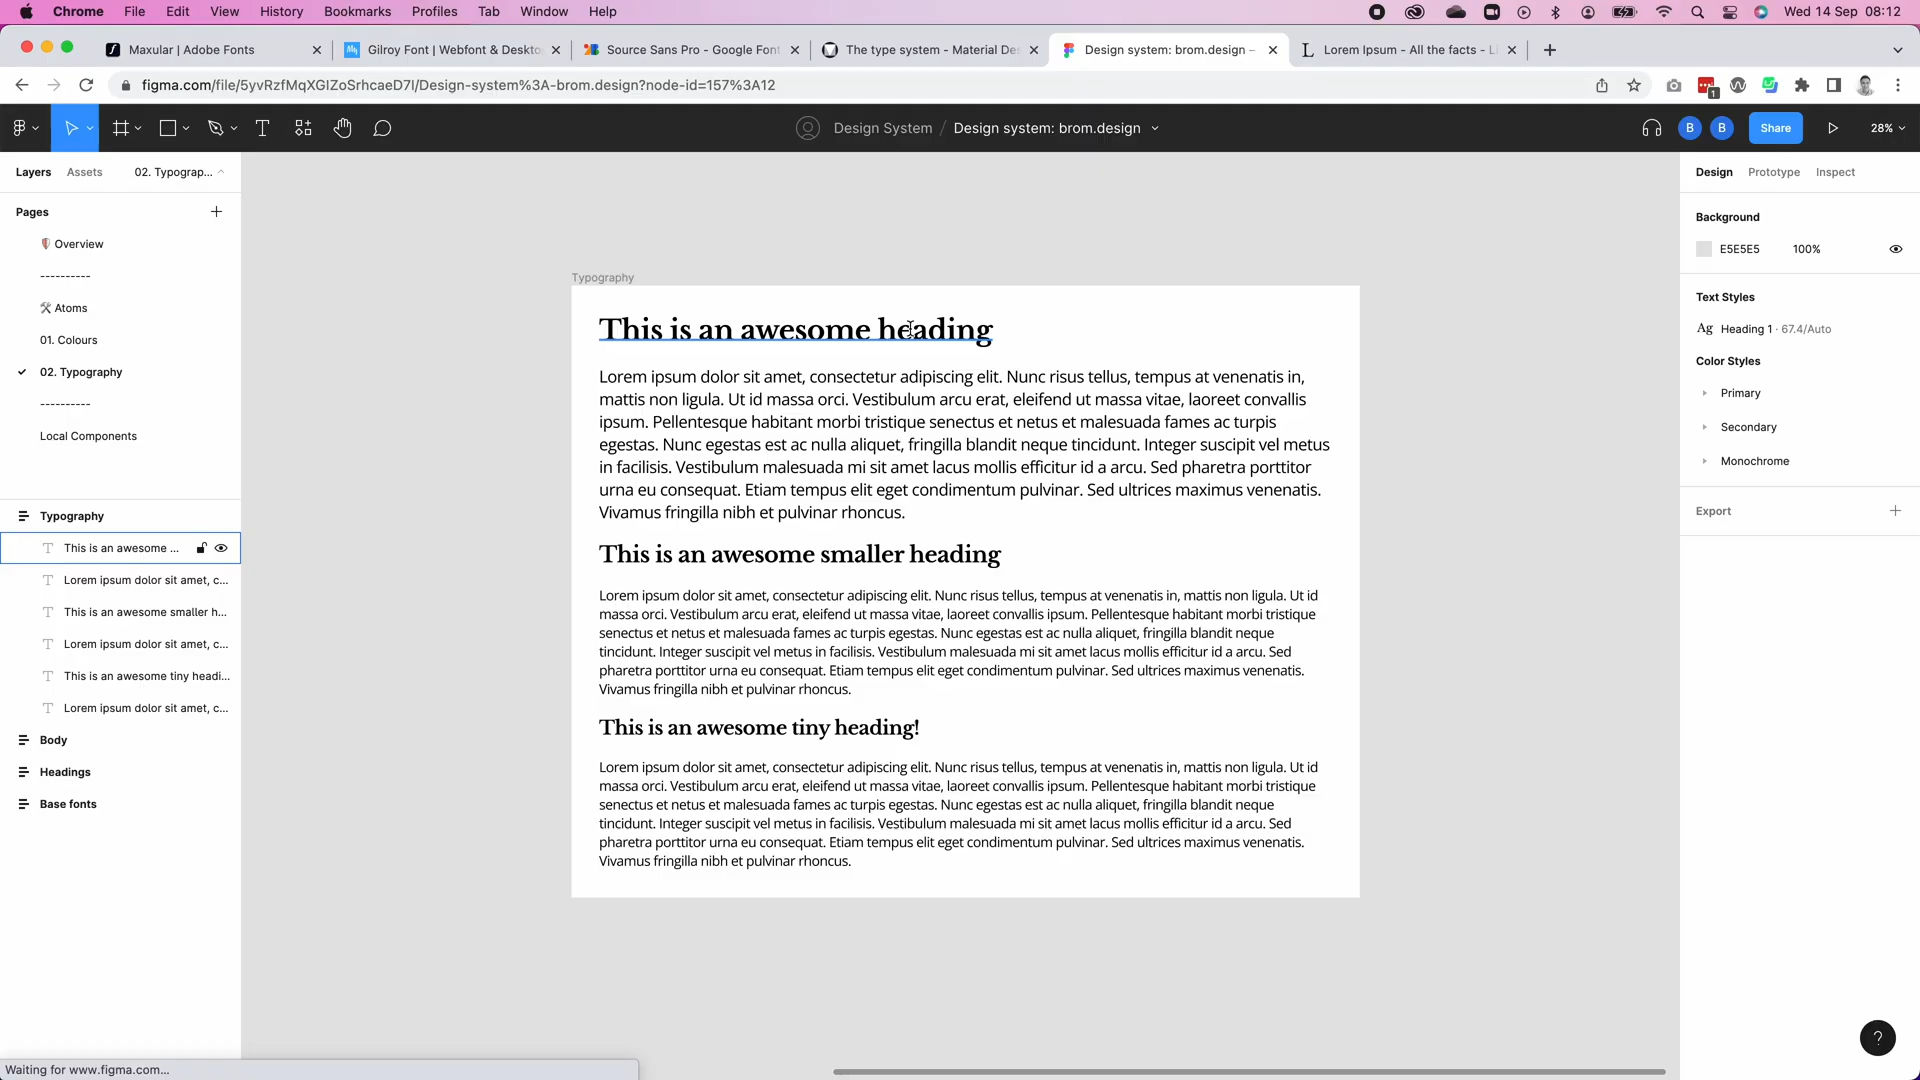 Chrome File Edit View History Bookmarks Profiles Tab Window Help Wed 14 Sep 08:12
Maxular | Adobe Fonts
Gilroy Font | Webfont & Deskto
Source Sans Pro - Google Font
The type system - Material Des
Design system: brom.design –
Lorem Ipsum - All the facts - Li
figma.com/file/5yvRzfMqXGIZoSrhcaeD7l/Design-system%3A-brom.design?node-id=157%3A12
1
Design System / Design system: brom.design
B B Share 28%
Layers Assets 02. Typograp...
Pages
Overview
----------
Atoms
01. Colours
02. Typography
----------
Local Components
Typography
This is an awesome ...
Lorem ipsum dolor sit amet, c...
This is an awesome smaller h...
Lorem ipsum dolor sit amet, c...
This is an awesome tiny headi...
Lorem ipsum dolor sit amet, c...
Body
Headings
Base fonts
Typography
This is an awesome heading
Lorem ipsum dolor sit amet, consectetur adipiscing elit. Nunc risus tellus, tempus at venenatis in,
mattis non ligula. Ut id massa orci. Vestibulum arcu erat, eleifend ut massa vitae, laoreet convallis
ipsum. Pellentesque habitant morbi tristique senectus et netus et malesuada fames ac turpis
egestas. Nunc egestas est ac nulla aliquet, fringilla blandit neque tincidunt. Integer suscipit vel metus
in facilisis. Vestibulum malesuada mi sit amet lacus mollis efficitur id a arcu. Sed pharetra porttitor
urna eu consequat. Etiam tempus elit eget condimentum pulvinar. Sed ultrices maximus venenatis.
Vivamus fringilla nibh et pulvinar rhoncus.
This is an awesome smaller heading
Lorem ipsum dolor sit amet, consectetur adipiscing elit. Nunc risus tellus, tempus at venenatis in, mattis non ligula. Ut id
massa orci. Vestibulum arcu erat, eleifend ut massa vitae, laoreet convallis ipsum. Pellentesque habitant morbi tristique
senectus et netus et malesuada fames ac turpis egestas. Nunc egestas est ac nulla aliquet, fringilla blandit neque
tincidunt. Integer suscipit vel metus in facilisis. Vestibulum malesuada mi sit amet lacus mollis efficitur id a arcu. Sed
pharetra porttitor urna eu consequat. Etiam tempus elit eget condimentum pulvinar. Sed ultrices maximus venenatis.
Vivamus fringilla nibh et pulvinar rhoncus.
This is an awesome tiny heading!
Lorem ipsum dolor sit amet, consectetur adipiscing elit. Nunc risus tellus, tempus at venenatis in, mattis non ligula. Ut id
massa orci. Vestibulum arcu erat, eleifend ut massa vitae, laoreet convallis ipsum. Pellentesque habitant morbi tristique
senectus et netus et malesuada fames ac turpis egestas. Nunc egestas est ac nulla aliquet, fringilla blandit neque
tincidunt. Integer suscipit vel metus in facilisis. Vestibulum malesuada mi sit amet lacus mollis efficitur id a arcu. Sed
pharetra porttitor urna eu consequat. Etiam tempus elit eget condimentum pulvinar. Sed ultrices maximus venenatis.
Vivamus fringilla nibh et pulvinar rhoncus.
Design Prototype Inspect
Background
E5E5E5 100%
Text Styles
Ag Heading 1 · 67.4/Auto
Color Styles
Primary
Secondary
Monochrome
Export
?
Waiting for www.figma.com...